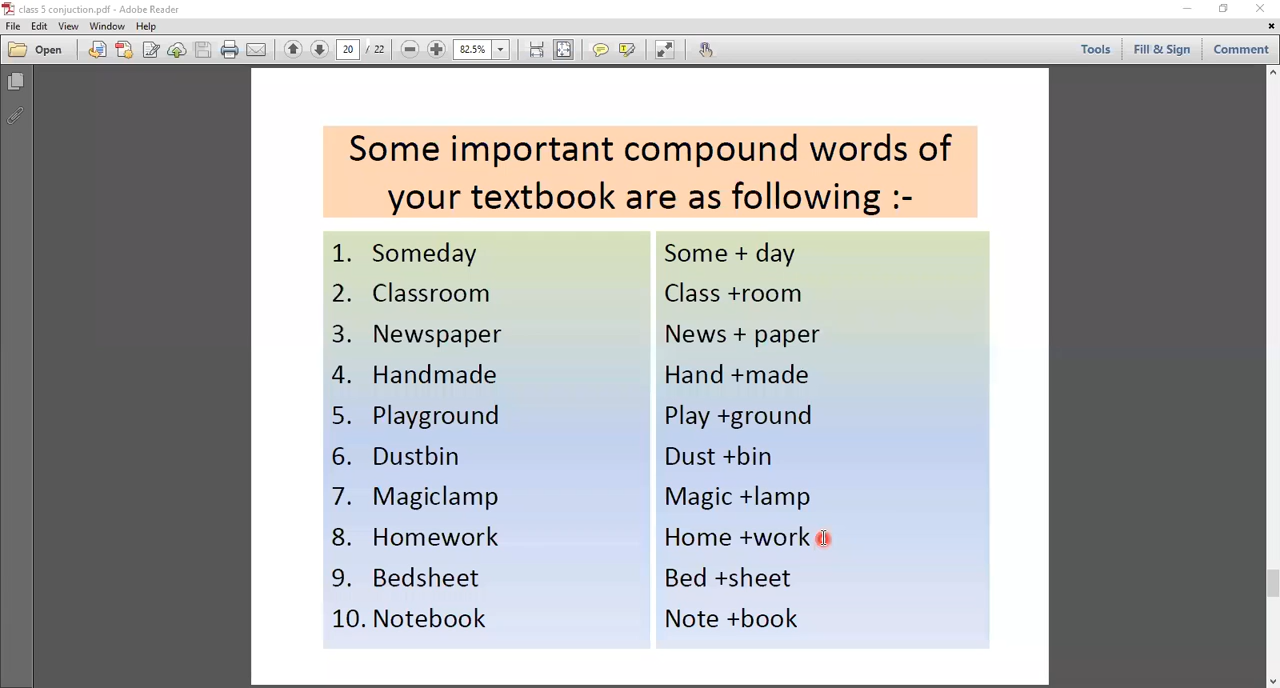 class 5 conjuction.pdf - Adobe Reader
File Edit View Window Help
Open 20 / 22 82.5% Tools Fill & Sign Comment
Some important compound words of
your textbook are as following :-
1. Someday Some + day
2. Classroom Class +room
3. Newspaper News + paper
4. Handmade Hand +made
5. Playground Play +ground
6. Dustbin Dust +bin
7. Magiclamp Magic +lamp
8. Homework Home +work
9. Bedsheet Bed +sheet
10. Notebook Note +book